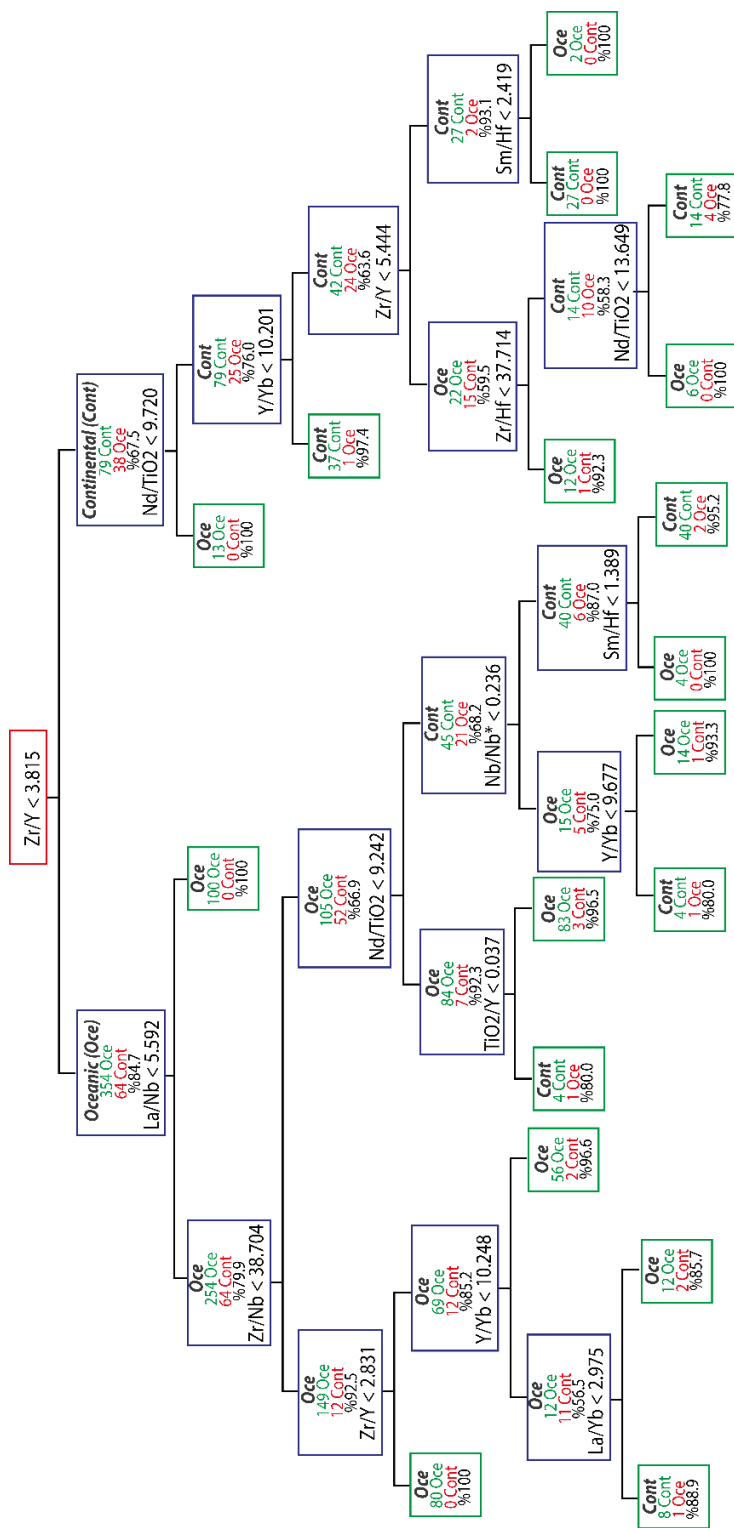 Zr/Y < 3.815
Oceanic (Oce)
354 Oce
64 Cont
%84.7
La/Nb < 5.592
Continental (Cont)
79 Cont
38 Oce
%67.5
Nd/TiO2 < 9.720
Oce
254 Oce
64 Cont
%79.9
Zr/Nb < 38.704
Oce
100 Oce
0 Cont
%100
Oce
13 Oce
0 Cont
%100
Cont
79 Cont
25 Oce
%76.0
Y/Yb < 10.201
Oce
149 Oce
12 Cont
%92.5
Zr/Y < 2.831
Oce
105 Oce
52 Cont
%66.9
Nd/TiO2 < 9.242
Cont
37 Cont
1 Oce
%97.4
Cont
42 Cont
24 Oce
%63.6
Zr/Y < 5.444
Oce
80 Oce
0 Cont
%100
Oce
69 Oce
12 Cont
%85.2
Y/Yb < 10.248
Oce
84 Oce
7 Cont
%92.3
TiO2/Y < 0.037
Cont
45 Cont
21 Oce
%68.2
Nb/Nb* < 0.236
Oce
22 Oce
15 Cont
%59.5
Zr/Hf < 37.714
Cont
27 Cont
2 Oce
%93.1
Sm/Hf < 2.419
Oce
12 Oce
11 Cont
%56.5
La/Yb < 2.975
Oce
56 Oce
2 Cont
%96.6
Cont
4 Cont
1 Oce
%80.0
Oce
83 Oce
3 Cont
%96.5
Oce
15 Oce
5 Cont
%75.0
Y/Yb < 9.677
Cont
40 Cont
6 Oce
%87.0
Sm/Hf < 1.389
Oce
12 Oce
1 Cont
%92.3
Cont
14 Cont
10 Oce
%58.3
Nd/TiO2 < 13.649
Cont
27 Cont
0 Oce
%100
Oce
2 Oce
0 Cont
%100
Cont
8 Cont
1 Oce
%88.9
Oce
12 Oce
2 Cont
%85.7
Cont
4 Cont
1 Oce
%80.0
Oce
14 Oce
1 Cont
%93.3
Oce
4 Oce
0 Cont
%100
Cont
40 Cont
2 Oce
%95.2
Oce
6 Oce
0 Cont
%100
Cont
14 Cont
4 Oce
%77.8